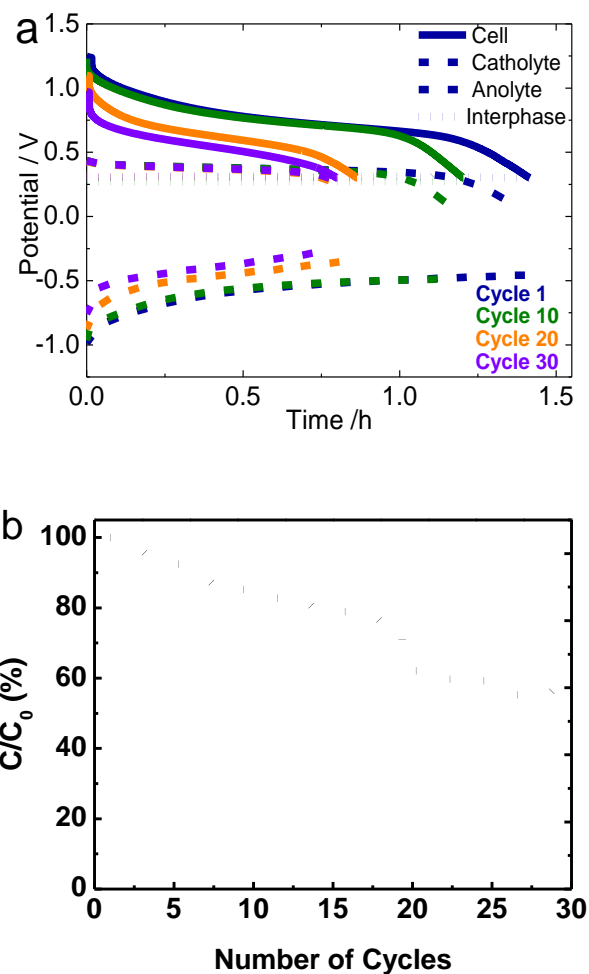 a
1.5
1.0
0.5
0.0
-0.5
-1.0
Potential / V
Cell
Catholyte
Anolyte
Interphase
Cycle 1
Cycle 10
Cycle 20
Cycle 30
0.0 0.5 1.0 1.5
Time /h
b
100
80
60
40
20
0
C/C0 (%)
0 5 10 15 20 25 30
Number of Cycles